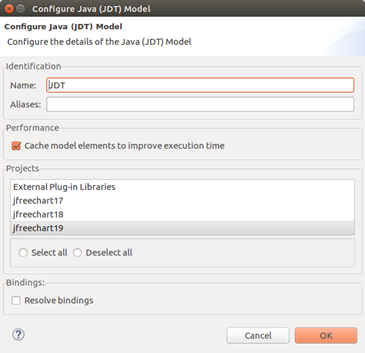 Configure Java (JDT) Model
Configure Java (JDT) Model
Configure the details of the Java (JDT) Model
Identification
Name: JDT
Aliases:
Performance
Cache model elements to improve execution time
Projects
External Plug-in Libraries
jfreechart17
jfreechart18
jfreechart19
Select all Deselect all
Bindings:
Resolve bindings
? Cancel OK